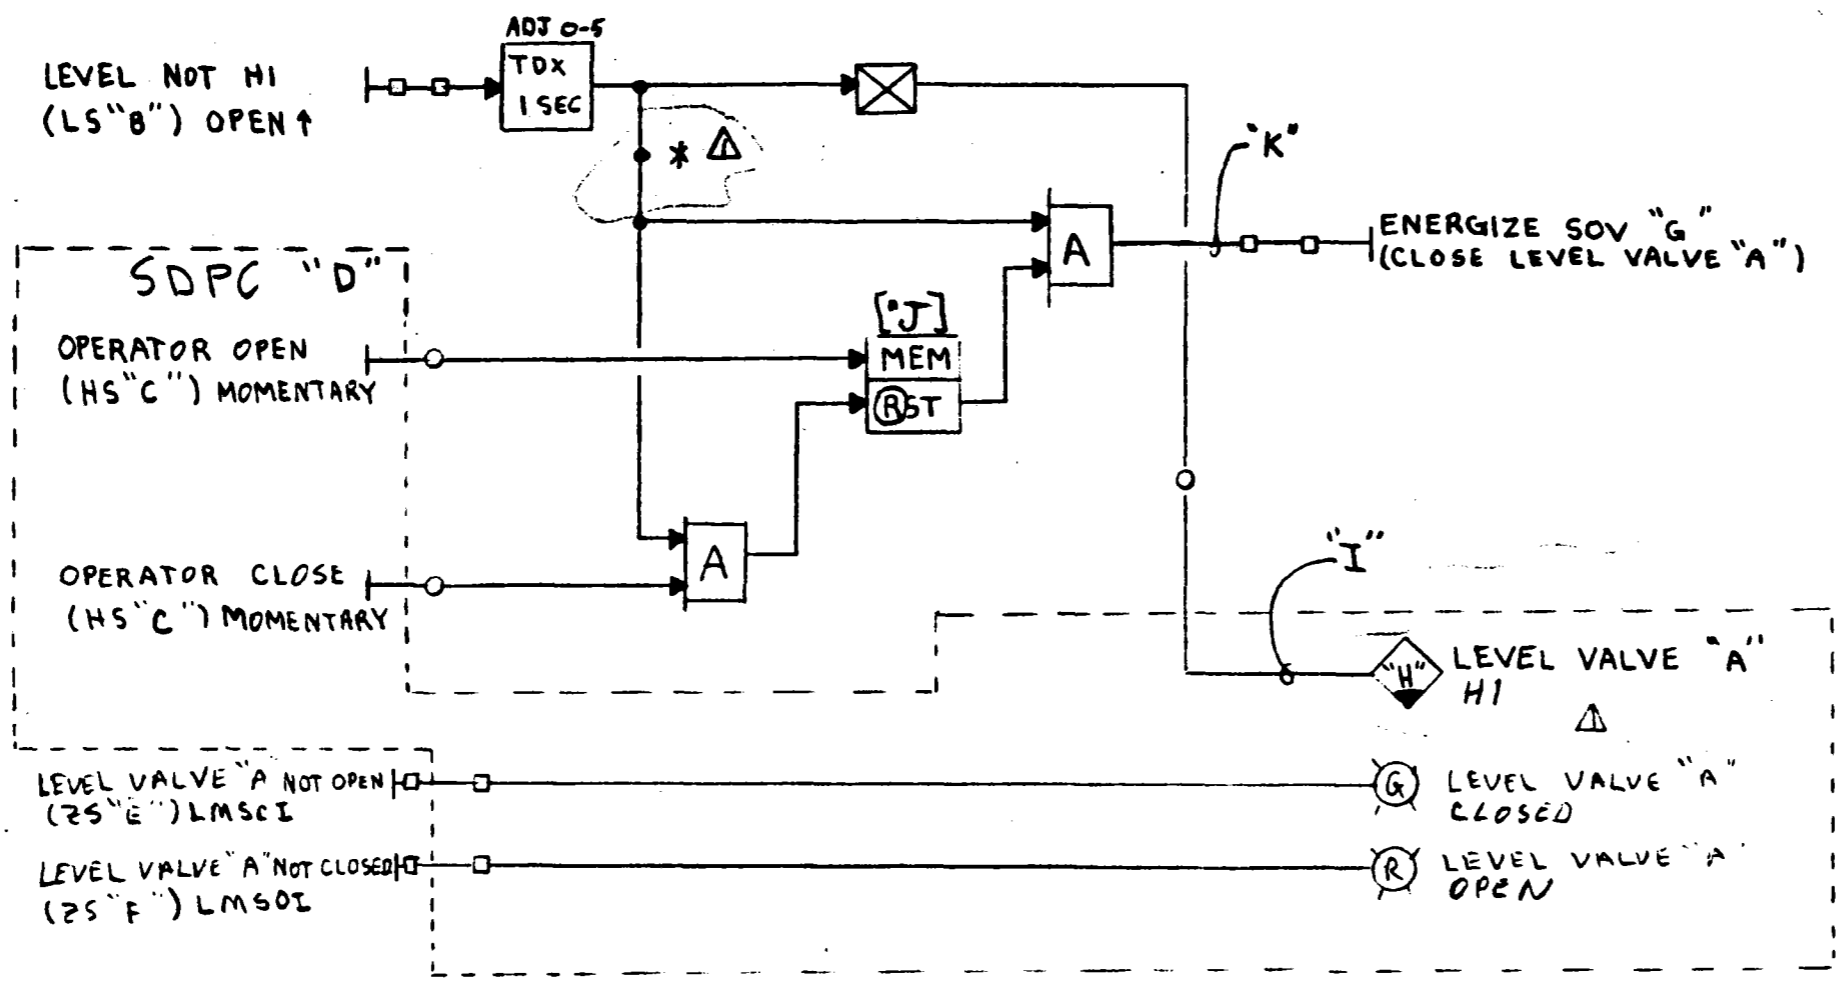 ADJ 0-5
LEVEL NOT HI
(LS"B") OPEN↑
TDX
1 SEC
* 1
"K"
A
ENERGIZE SOV "G"
(CLOSE LEVEL VALVE "A")
SDPC "D"
["J]
OPERATOR OPEN
(HS"C") MOMENTARY
MEM
RST
OPERATOR CLOSE
(HS"C") MOMENTARY
A
"I"
"H"
LEVEL VALVE "A"
HI
1
LEVEL VALVE "A NOT OPEN
(ZS"E") LMSCI
G
LEVEL VALVE "A"
CLOSED
LEVEL VALVE "A" NOT CLOSED
(ZS"F") LMSOI
R
LEVEL VALVE "A"
OPEN